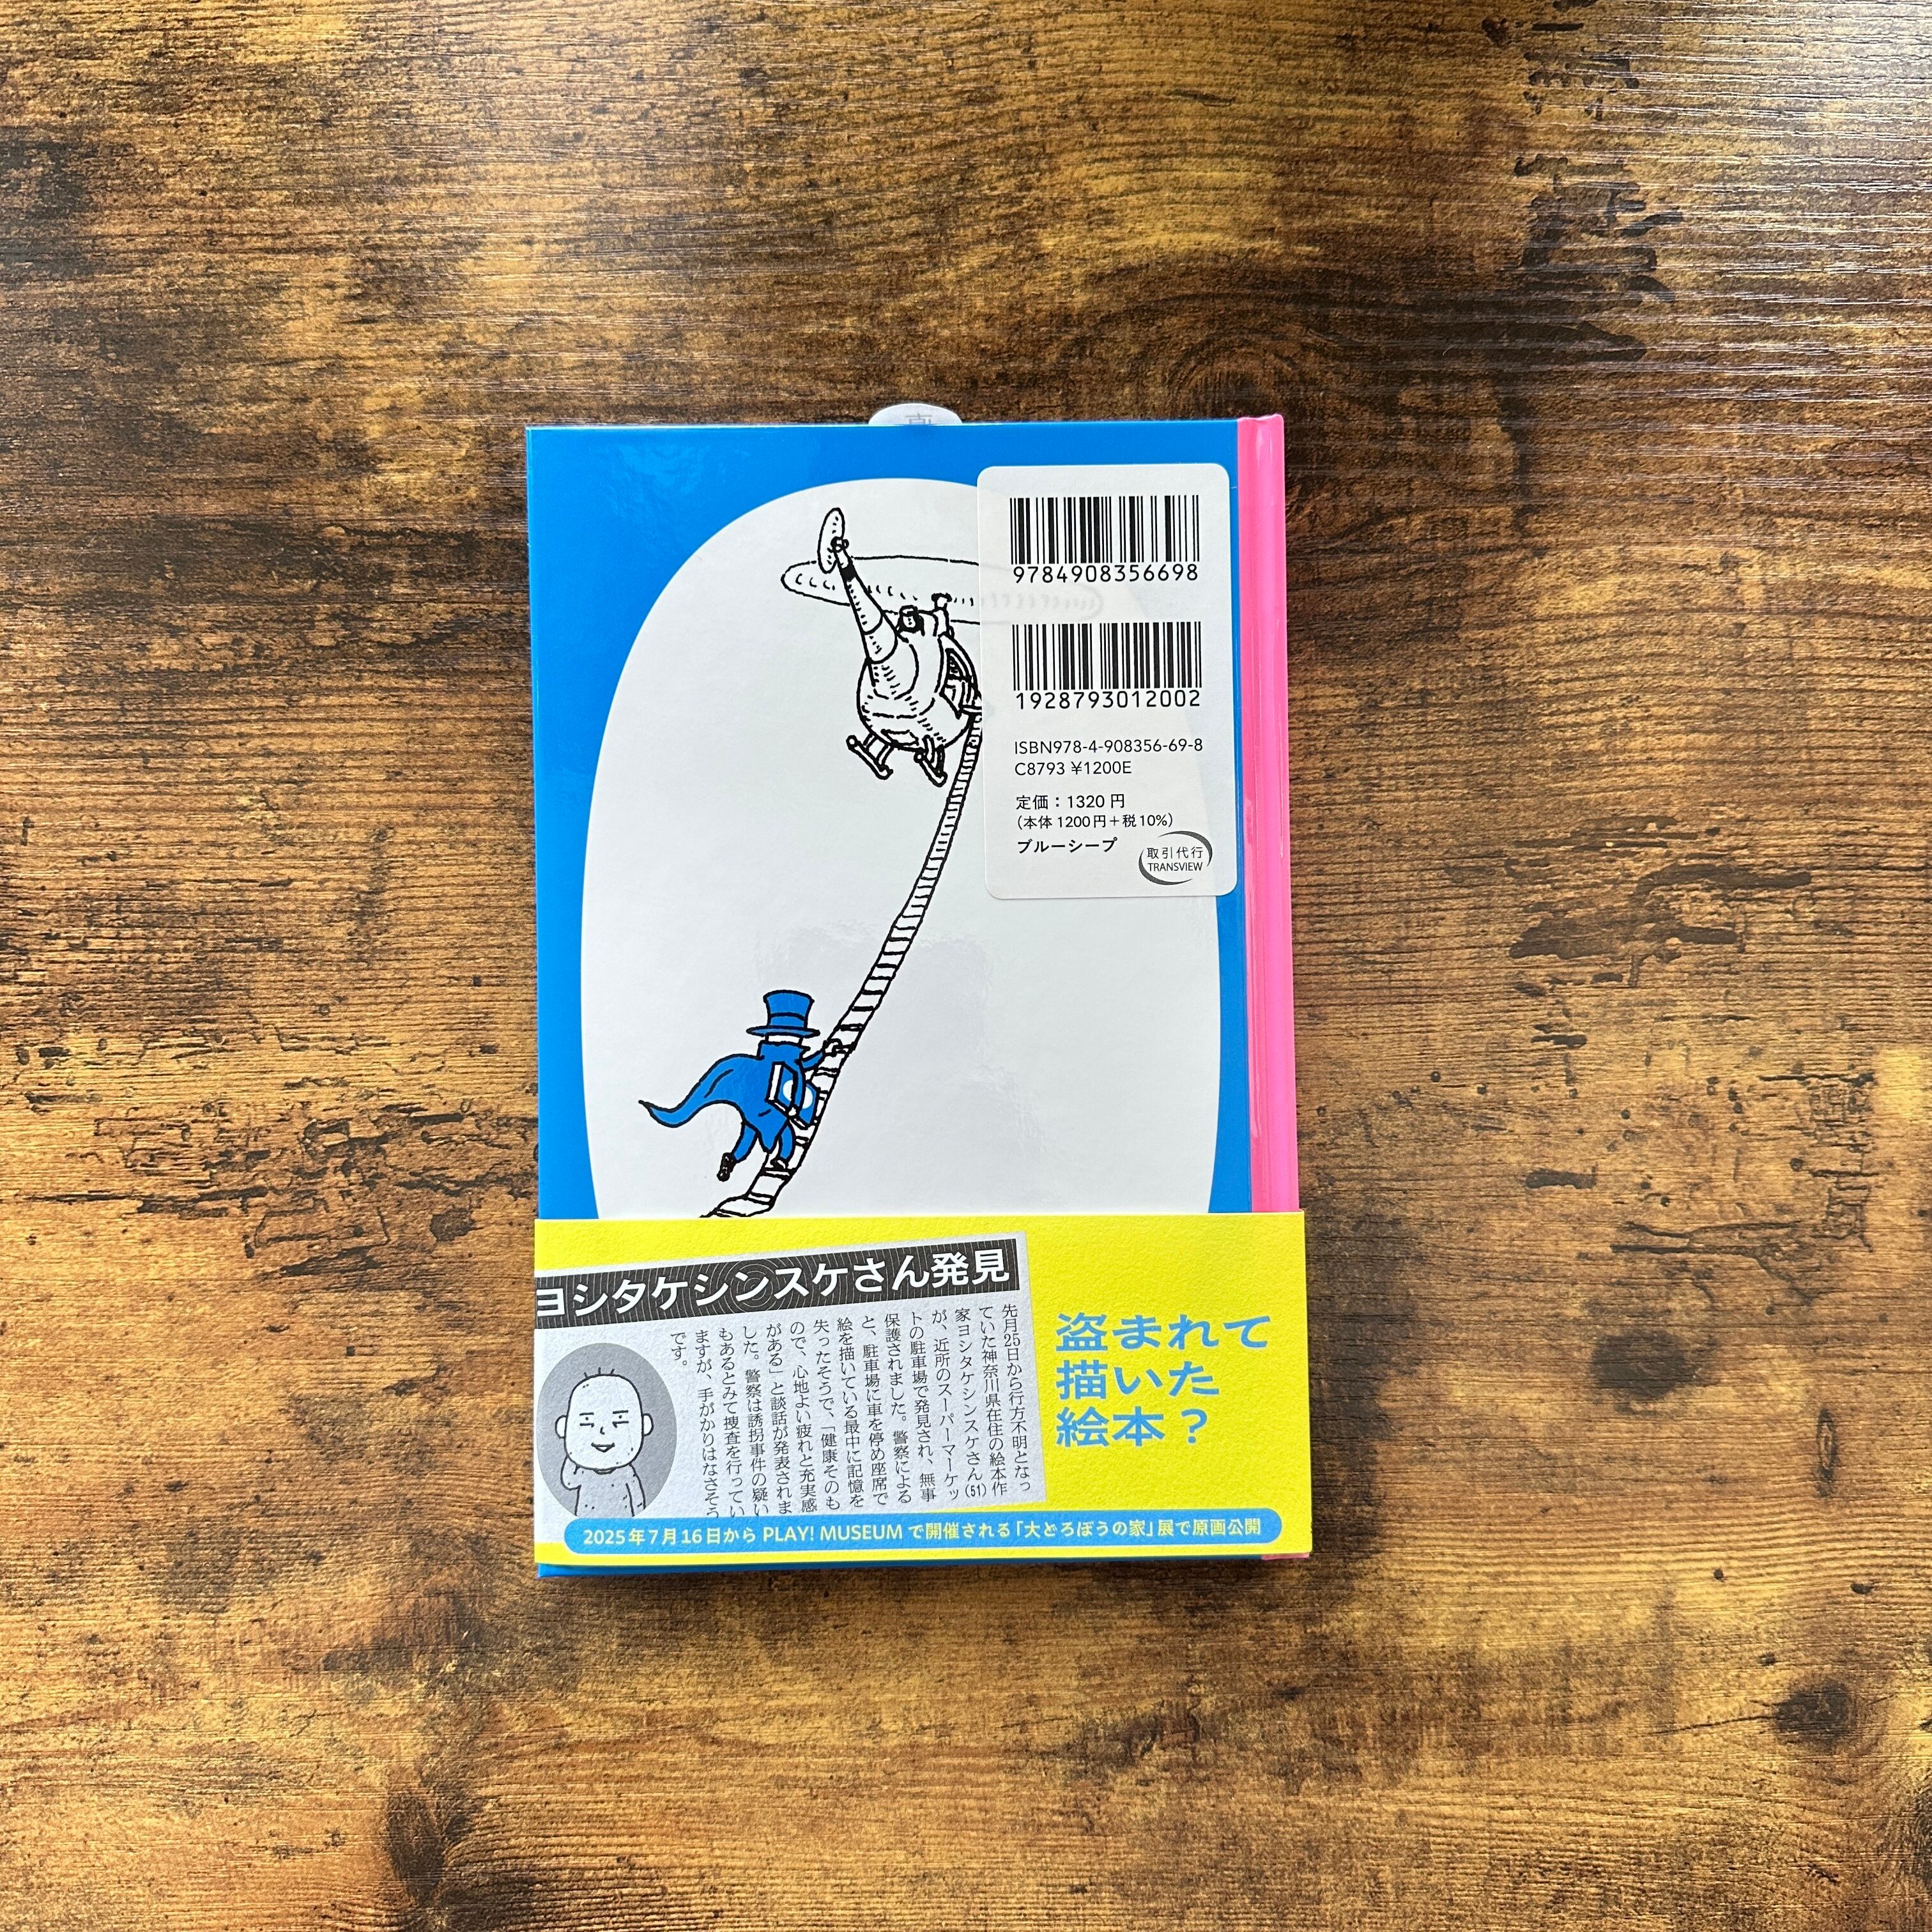 9784908356698
1928793012002
ISBN978-4-908356-69-8
C8793 ¥1200E
定価：1320円
（本体1200円＋税10%）
ブルーシープ
取引代行
TRANSVIEW
ヨシタケシンスケさん発見
先月25日から行方不明となっ
ていた神奈川県在住の絵本作
家ヨシタケシンスケさん(51)
が、近所のスーパーマーケッ
トの駐車場で発見され、無事
保護されました。警察による
と、駐車場に車を停め座席で
絵を描いている最中に記憶を
失ったそうで、「健康そのも
ので、心地よい疲れと充実感
がある」と談話が発表されま
した。警察は誘拐事件の疑い
もあるとみて捜査を行ってい
ますが、手がかりはなさそう
です。
盗まれて
描いた
絵本？
2025年7月16日から PLAY! MUSEUM で開催される「大どろぼうの家」展で原画公開